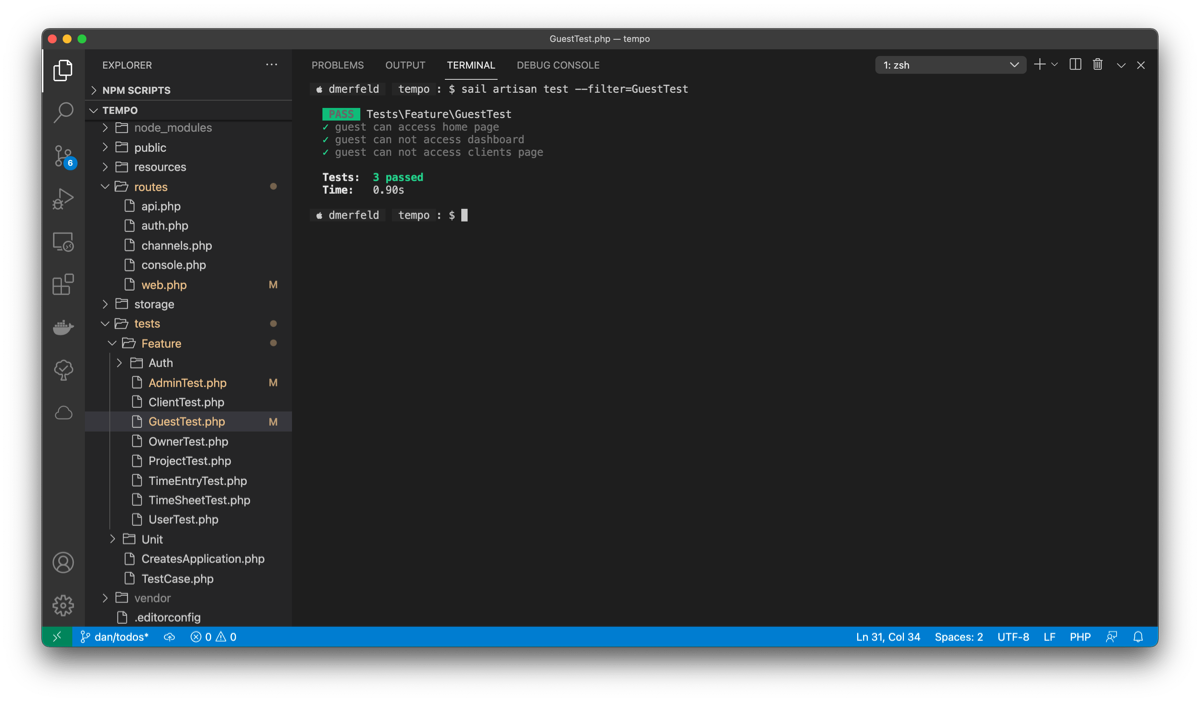 GuestTest.php — tempo
EXPLORER
NPM SCRIPTS
TEMPO
node_modules
public
resources
routes
api.php
auth.php
channels.php
console.php
web.php M
storage
tests
Feature
Auth
AdminTest.php M
ClientTest.php
GuestTest.php M
OwnerTest.php
ProjectTest.php
TimeEntryTest.php
TimeSheetTest.php
UserTest.php
Unit
CreatesApplication.php
TestCase.php
vendor
.editorconfig
6
PROBLEMS OUTPUT TERMINAL DEBUG CONSOLE 1: zsh
dmerfeld tempo : $ sail artisan test --filter=GuestTest
PASS Tests\Feature\GuestTest
✓ guest can access home page
✓ guest can not access dashboard
✓ guest can not access clients page
Tests: 3 passed
Time: 0.90s
dmerfeld tempo : $
dan/todos* 0 0 Ln 31, Col 34 Spaces: 2 UTF-8 LF PHP